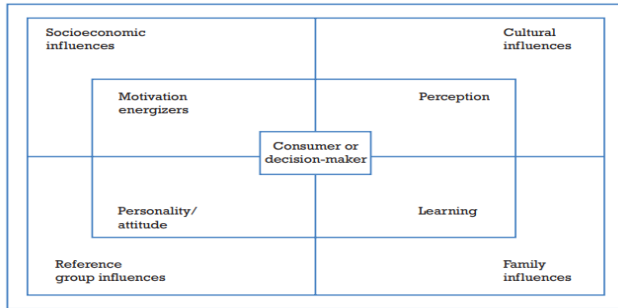 Socioeconomic
influences
Cultural
influences
Motivation
energizers
Perception
Consumer or
decision-maker
Personality/
attitude
Learning
Reference
group influences
Family
influences